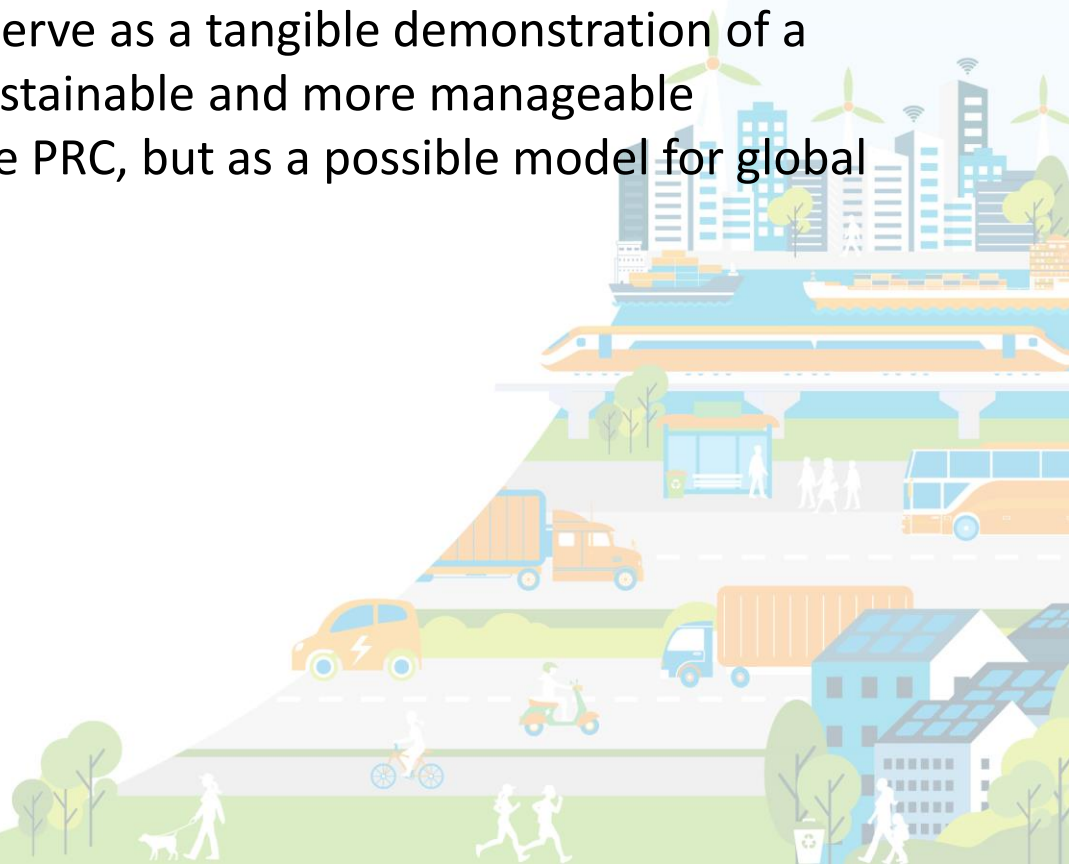 erve as a tangible demonstration of a
stainable and more manageable
e PRC, but as a possible model for global